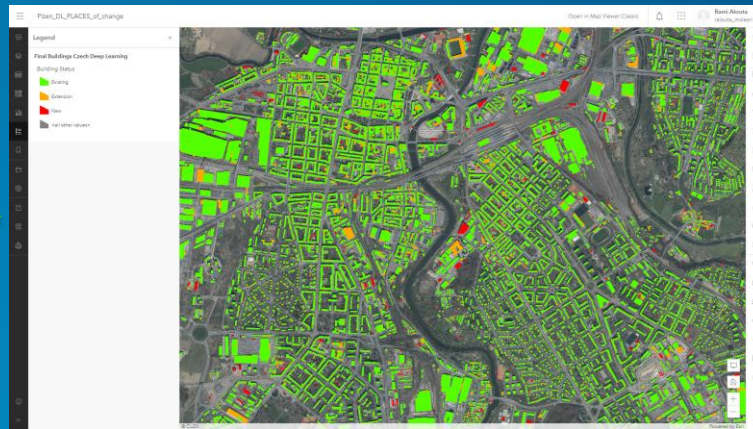 Plzen_DL_PLACES_of_change
Open in Map Viewer Classic
Rami Alouta
Legend
Final Buildings Czech Deep Learning
Building Status
Existing
Extension
New
<all other values>
Powered by Esri